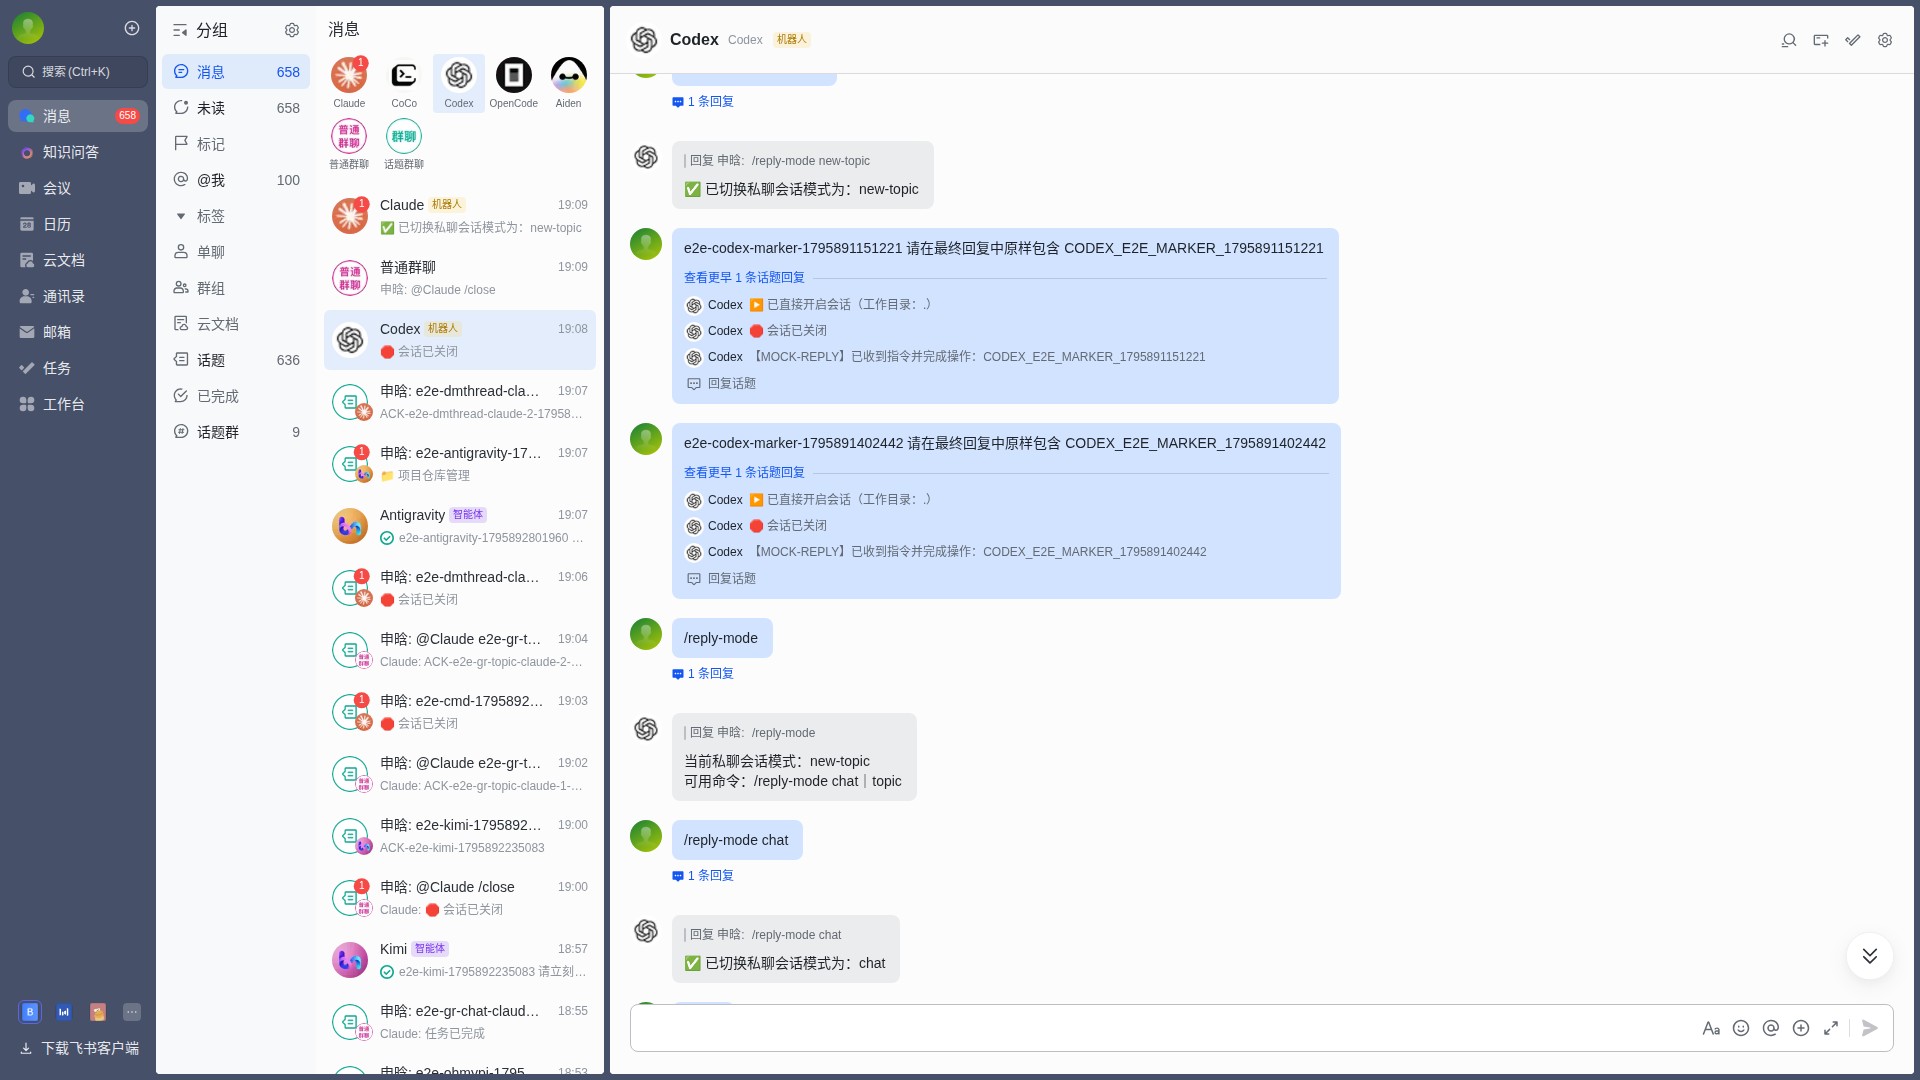 搜索 (Ctrl+K)
消息
658
知识问答
会议
日历
云文档
通讯录
邮箱
任务
工作台
下载飞书客户端
分组
消息
658
未读
658
标记
@我
100
标签
单聊
群组
云文档
话题
636
已完成
话题群
9
消息
1
Claude
CoCo
Codex
OpenCode
Aiden
普通
群聊
普通群聊
群聊
话题群聊
1
Claude 机器人 19:09
✅ 已切换私聊会话模式为：new-topic
普通
群聊
普通群聊 19:09
申晗: @Claude /close
Codex 机器人 19:08
🛑 会话已关闭
申晗: e2e-dmthread-cla... 19:07
ACK-e2e-dmthread-claude-2-17958...
1
申晗: e2e-antigravity-17... 19:07
📁 项目仓库管理
Antigravity 智能体 19:07
e2e-antigravity-1795892801960 ...
1
申晗: e2e-dmthread-cla... 19:06
🛑 会话已关闭
申晗: @Claude e2e-gr-t... 19:04
Claude: ACK-e2e-gr-topic-claude-2-...
1
申晗: e2e-cmd-1795892... 19:03
🛑 会话已关闭
申晗: @Claude e2e-gr-t... 19:02
Claude: ACK-e2e-gr-topic-claude-1-...
申晗: e2e-kimi-1795892... 19:00
ACK-e2e-kimi-1795892235083
1
申晗: @Claude /close 19:00
Claude: 🛑 会话已关闭
Kimi 智能体 18:57
e2e-kimi-1795892235083 请立刻...
申晗: e2e-gr-chat-claud... 18:55
Claude: 任务已完成
申晗: e2e-ohmypi-1795... 18:53
Codex Codex 机器人
1 条回复
回复 申晗：/reply-mode new-topic
✅ 已切换私聊会话模式为：new-topic
e2e-codex-marker-1795891151221 请在最终回复中原样包含 CODEX_E2E_MARKER_1795891151221
查看更早 1 条话题回复
Codex ▶️ 已直接开启会话（工作目录：.）
Codex 🛑 会话已关闭
Codex 【MOCK-REPLY】已收到指令并完成操作：CODEX_E2E_MARKER_1795891151221
回复话题
e2e-codex-marker-1795891402442 请在最终回复中原样包含 CODEX_E2E_MARKER_1795891402442
查看更早 1 条话题回复
Codex ▶️ 已直接开启会话（工作目录：.）
Codex 🛑 会话已关闭
Codex 【MOCK-REPLY】已收到指令并完成操作：CODEX_E2E_MARKER_1795891402442
回复话题
/reply-mode
1 条回复
回复 申晗：/reply-mode
当前私聊会话模式：new-topic
可用命令：/reply-mode chat｜topic
/reply-mode chat
1 条回复
回复 申晗：/reply-mode chat
✅ 已切换私聊会话模式为：chat
Aa